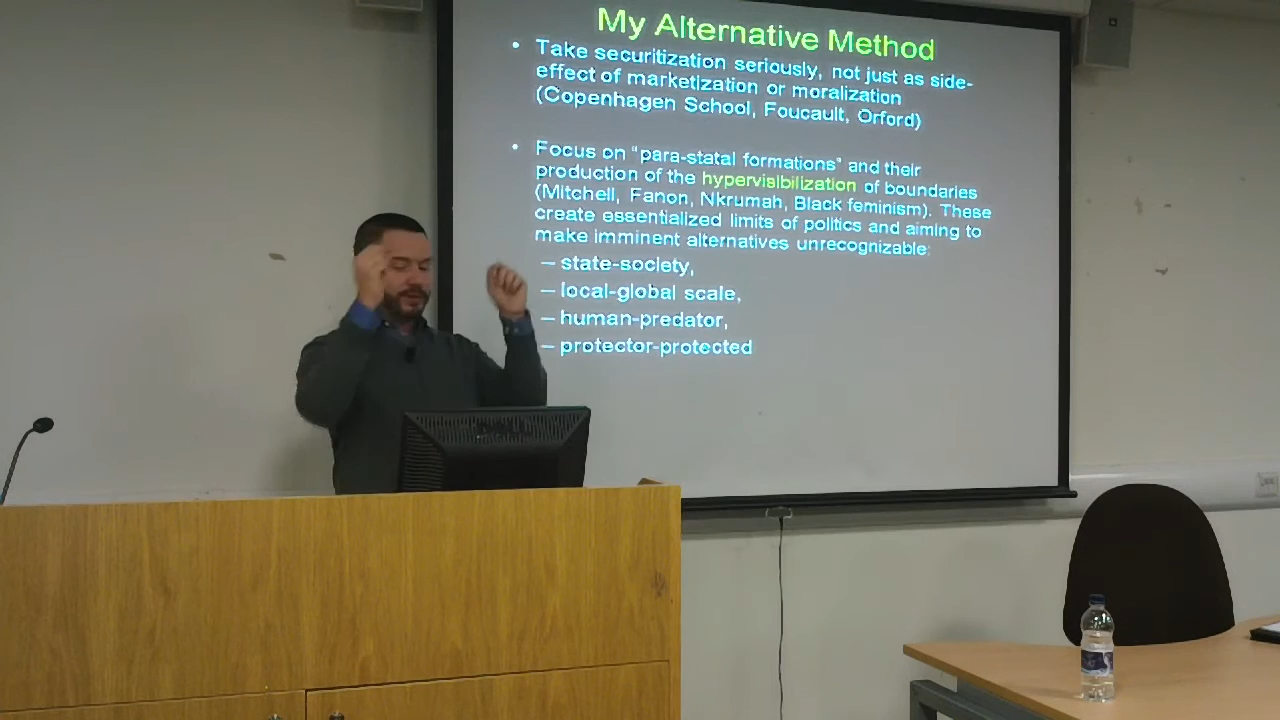 My Alternative Method
• Take securitization seriously, not just as side-
effect of marketization or moralization
(Copenhagen School, Foucault, Orford)
• Focus on "para-statal formations" and their
production of the hypervisibilization of boundaries
(Mitchell, Fanon, Nkrumah, Black feminism). These
create essentialized limits of politics and aiming to
make imminent alternatives unrecognizable:
– state-society,
– local-global scale,
– human-predator,
– protector-protected